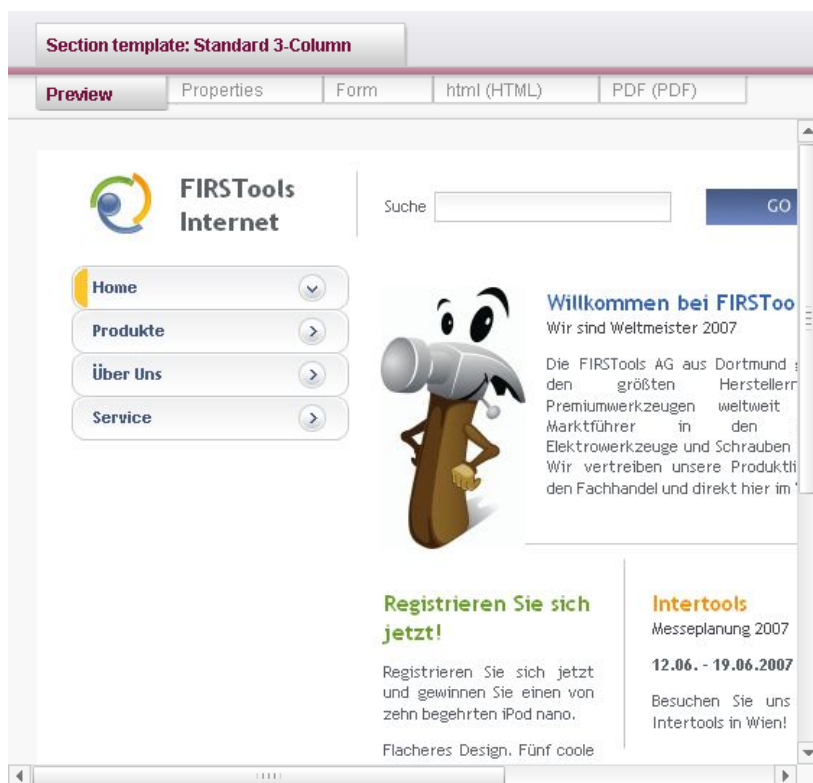 Section template: Standard 3-Column
Preview
Properties
Form
html (HTML)
PDF (PDF)
FIRSTools
Internet
Suche
GO
Home
Produkte
Über Uns
Service
Willkommen bei FIRSToo
Wir sind Weltmeister 2007
Die FIRSTools AG aus Dortmund
den größten Hersteller
Premiumwerkzeugen weltweit
Marktführer in den
Elektrowerkzeuge und Schrauben
Wir vertreiben unsere Produktli
den Fachhandel und direkt hier im
Registrieren Sie sich
jetzt!
Registrieren Sie sich jetzt
und gewinnen Sie einen von
zehn begehrten iPod nano.
Flacheres Design. Fünf coole
Intertools
Messeplanung 2007
12.06. - 19.06.2007
Besuchen Sie uns
Intertools in Wien!